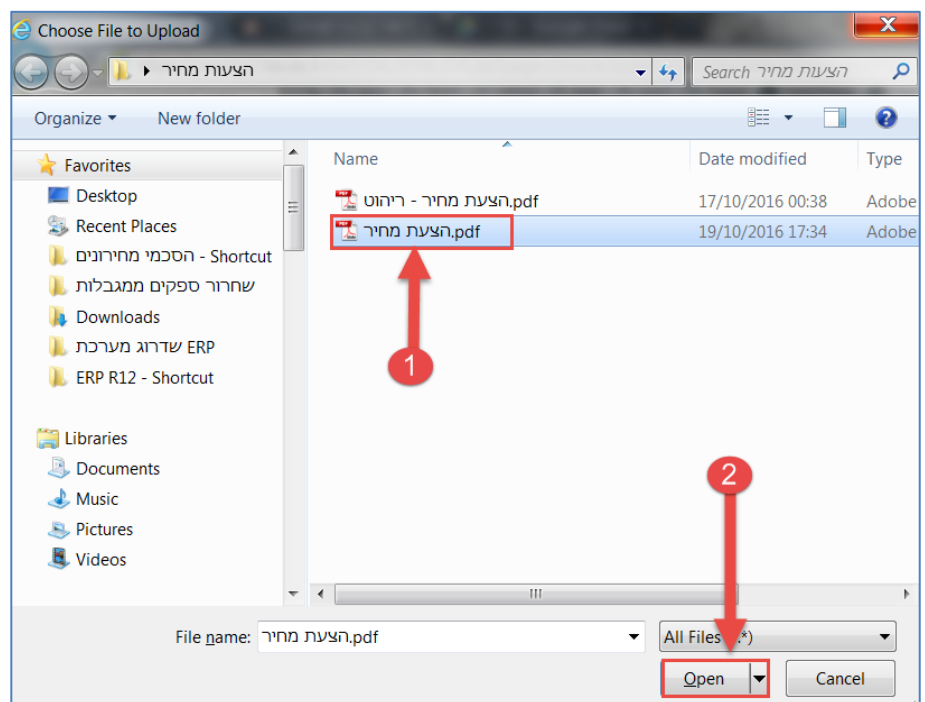 Choose File to Upload
הצעות מחיר
Search הצעות מחיר
Organize
New folder
Favorites
Desktop
Recent Places
הסכמי מחירונים - Shortcut
שחרור ספקים ממגבלות
Downloads
שדרוג מערכת ERP
ERP R12 - Shortcut
Libraries
Documents
Music
Pictures
Videos
Name Date modified Type
הצעת מחיר - ריהוט.pdf 17/10/2016 00:38 Adobe
הצעת מחיר.pdf 19/10/2016 17:34 Adobe
1
2
File name: הצעת מחיר.pdf
All Files
Open
Cancel